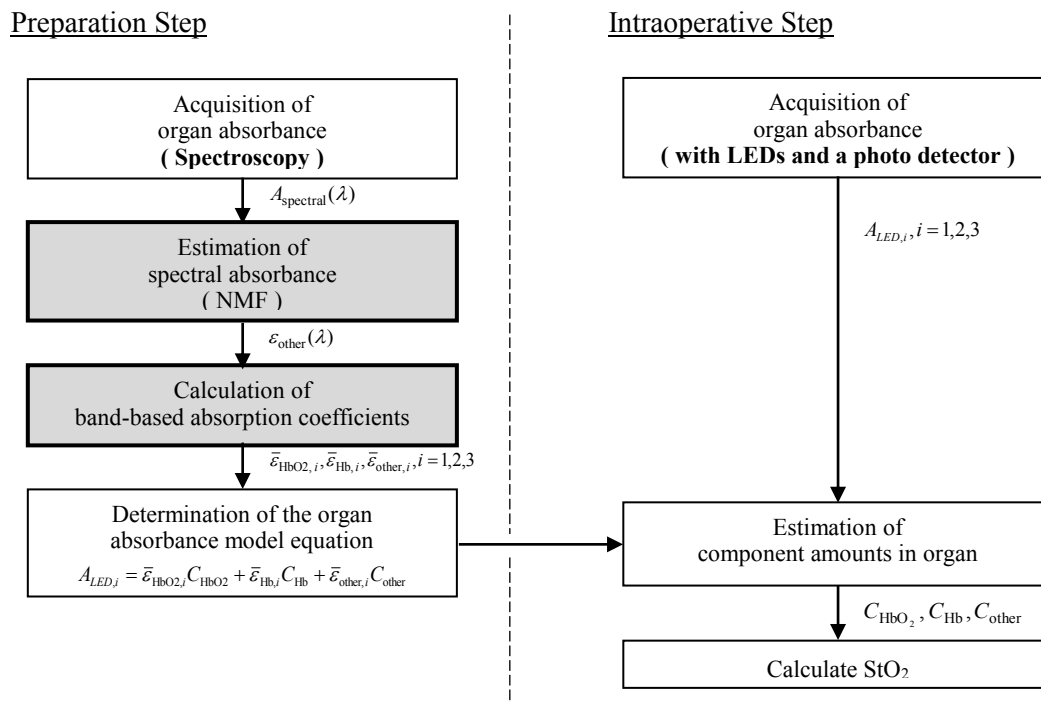 Preparation Step
Acquisition of
organ absorbance
( Spectroscopy )
A_spectral(λ)
Estimation of
spectral absorbance
( NMF )
ε_other(λ)
Calculation of
band-based absorption coefficients
ε̄_HbO2,i, ε̄_Hb,i, ε̄_other,i, i = 1,2,3
Determination of the organ
absorbance model equation
A_LED,i = ε̄_HbO2,i C_HbO2 + ε̄_Hb,i C_Hb + ε̄_other,i C_other
Intraoperative Step
Acquisition of
organ absorbance
( with LEDs and a photo detector )
A_LED,i, i = 1,2,3
Estimation of
component amounts in organ
C_HbO₂, C_Hb, C_other
Calculate StO₂